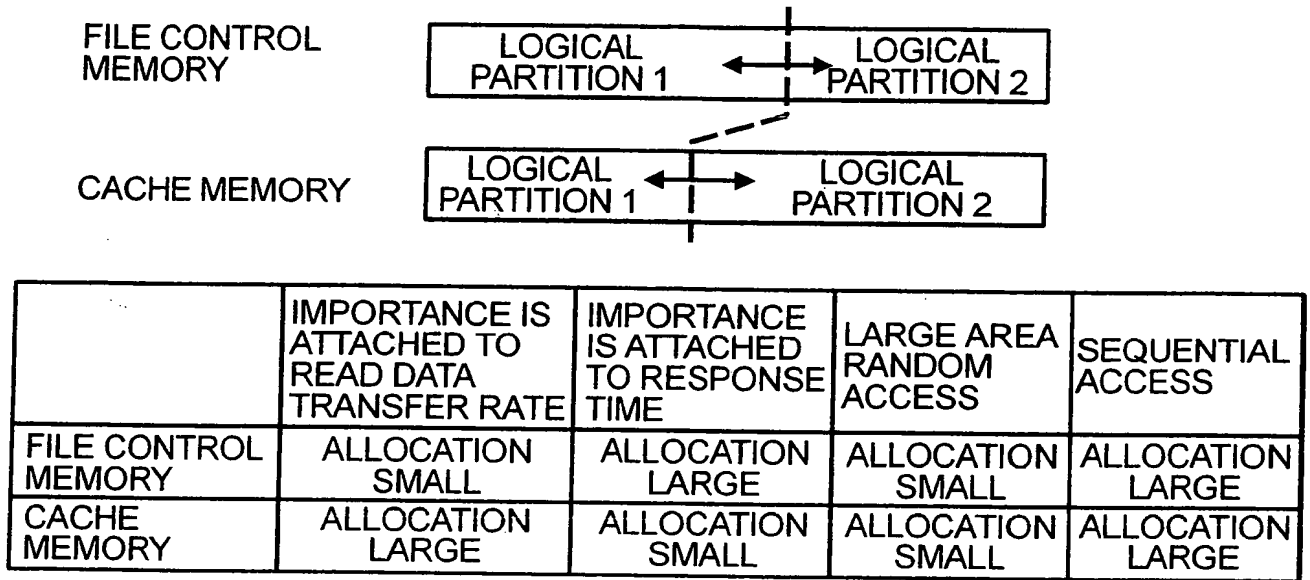 FILE CONTROL
MEMORY
LOGICAL
PARTITION 1
LOGICAL
PARTITION 2
CACHE MEMORY
LOGICAL
PARTITION 1
LOGICAL
PARTITION 2
IMPORTANCE IS
ATTACHED TO
READ DATA
TRANSFER RATE
IMPORTANCE
IS ATTACHED
TO RESPONSE
TIME
LARGE AREA
RANDOM
ACCESS
SEQUENTIAL
ACCESS
FILE CONTROL
MEMORY
ALLOCATION
SMALL
ALLOCATION
LARGE
ALLOCATION
SMALL
ALLOCATION
LARGE
CACHE
MEMORY
ALLOCATION
LARGE
ALLOCATION
SMALL
ALLOCATION
SMALL
ALLOCATION
LARGE